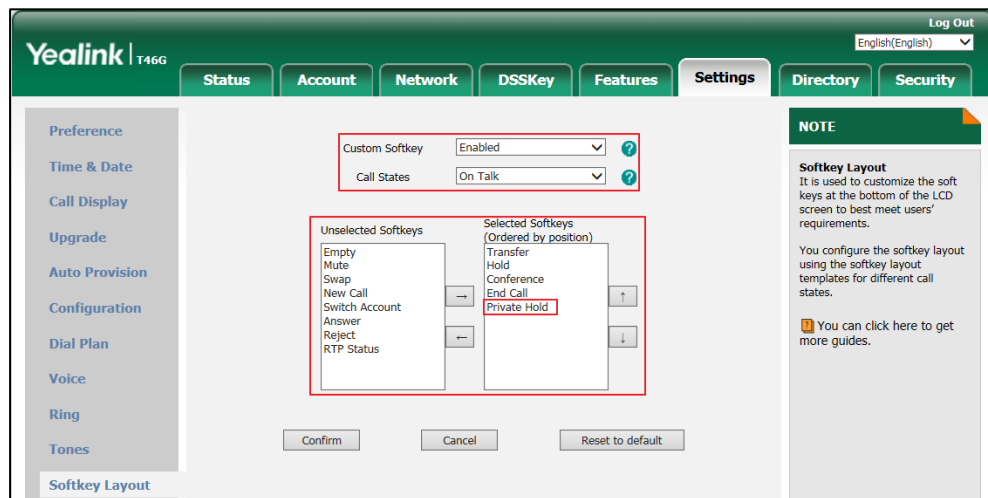 Log Out
English(English)
Yealink | T46G
Status Account Network DSSKey Features Settings Directory Security
Preference
Time & Date
Call Display
Upgrade
Auto Provision
Configuration
Dial Plan
Voice
Ring
Tones
Softkey Layout
Custom Softkey Enabled ?
Call States On Talk ?
Unselected Softkeys
Empty
Mute
Swap
New Call
Switch Account
Answer
Reject
RTP Status
→
←
Selected Softkeys
(Ordered by position)
Transfer
Hold
Conference
End Call
Private Hold
↑
↓
Confirm Cancel Reset to default
NOTE
Softkey Layout
It is used to customize the soft
keys at the bottom of the LCD
screen to best meet users'
requirements.
You configure the softkey layout
using the softkey layout
templates for different call
states.
? You can click here to get
more guides.